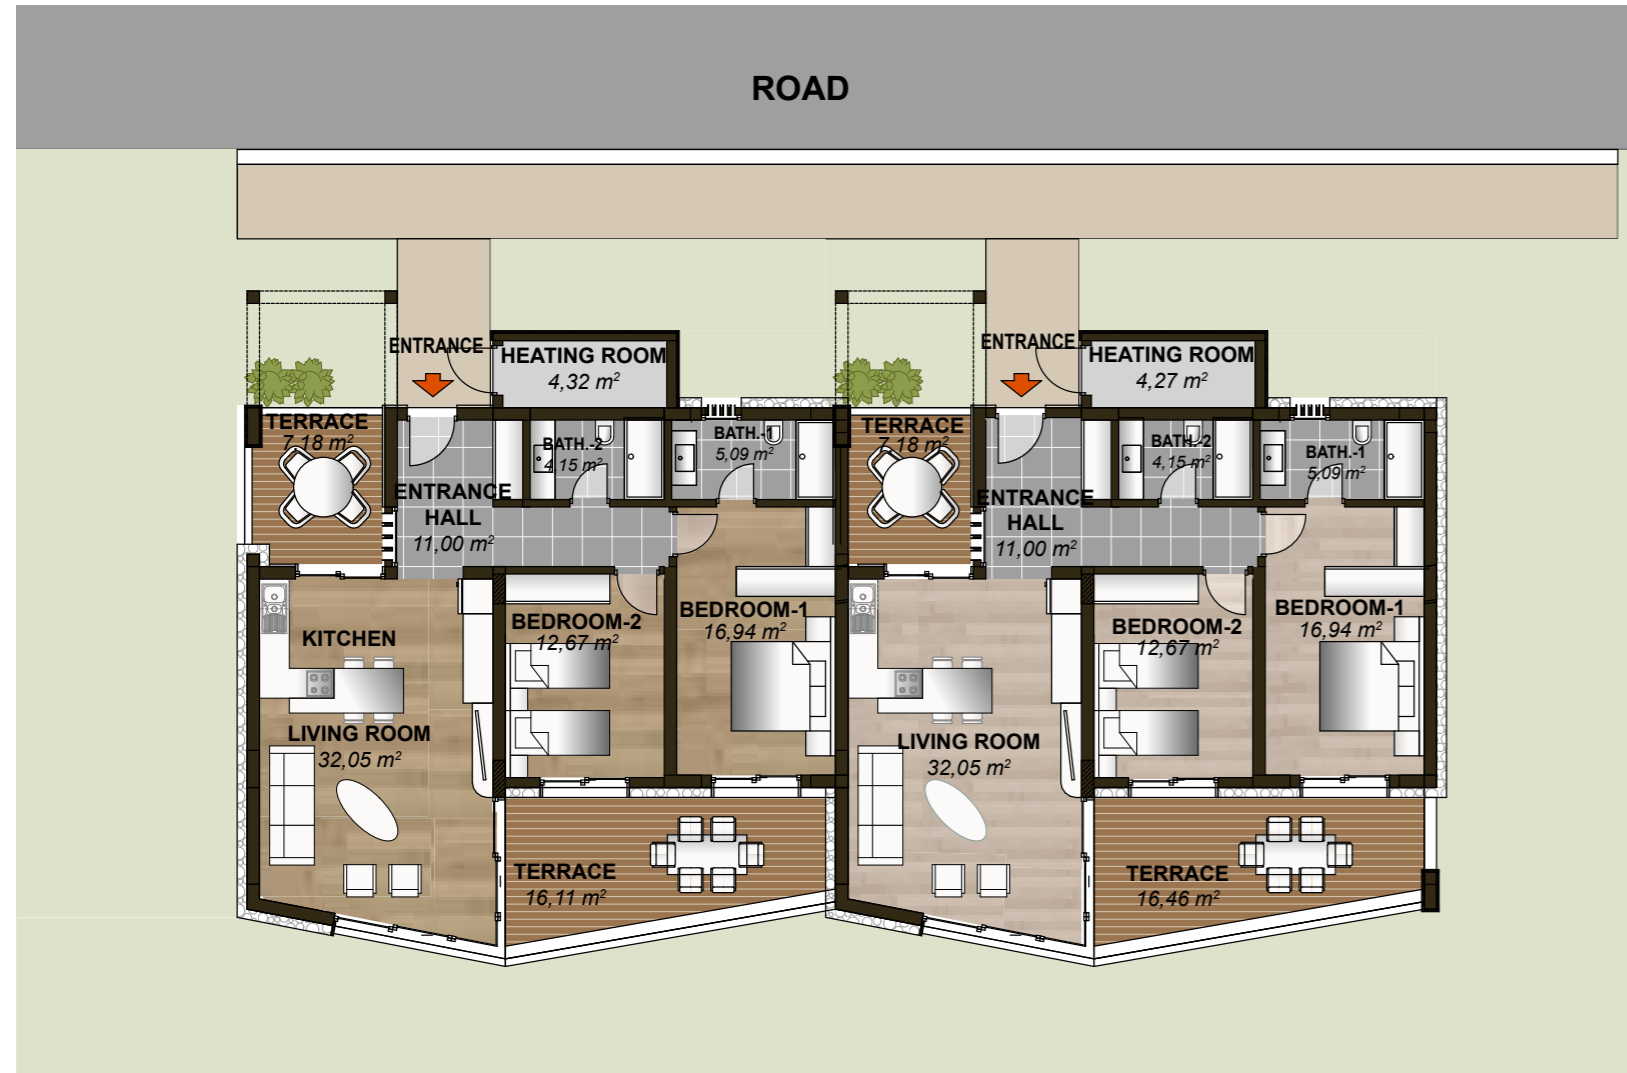 ROAD
ENTRANCE
HEATING ROOM
4,32 m²
TERRACE
7,18 m²
BATH.-2
4,15 m²
BATH.-1
5,09 m²
ENTRANCE
HALL
11,00 m²
KITCHEN
BEDROOM-2
12,67 m²
BEDROOM-1
16,94 m²
LIVING ROOM
32,05 m²
TERRACE
16,11 m²
ENTRANCE
HEATING ROOM
4,27 m²
TERRACE
7,18 m²
BATH.-2
4,15 m²
BATH.-1
5,09 m²
ENTRANCE
HALL
11,00 m²
BEDROOM-2
12,67 m²
BEDROOM-1
16,94 m²
LIVING ROOM
32,05 m²
TERRACE
16,46 m²